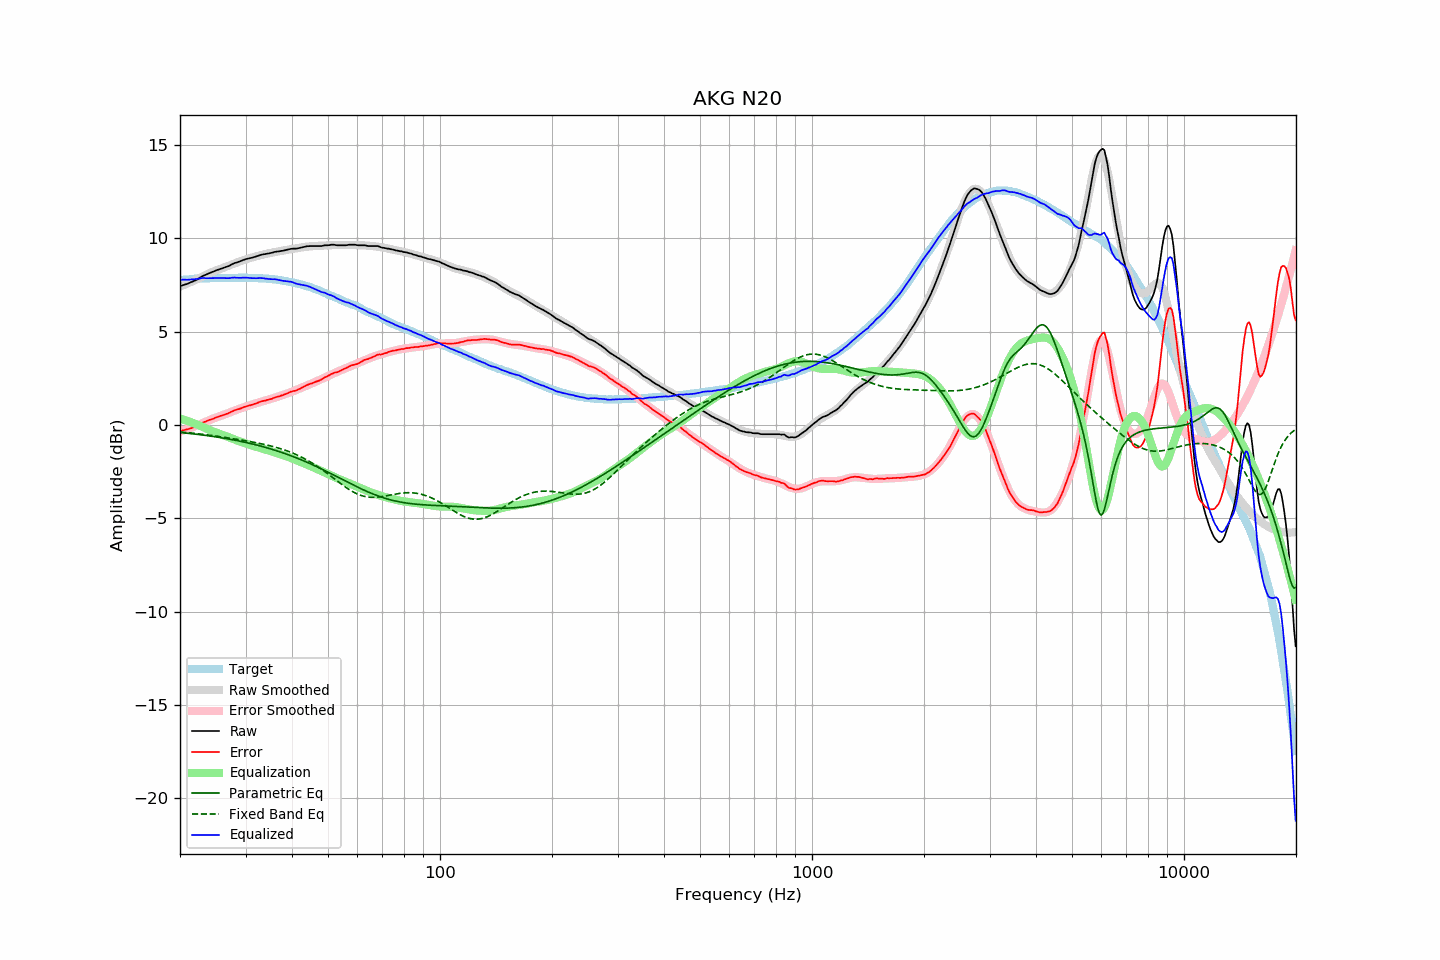 AKG N20
15
10
5
0
−5
−10
−15
−20
Amplitude (dBr)
Target
Raw Smoothed
Error Smoothed
Raw
Error
Equalization
Parametric Eq
Fixed Band Eq
Equalized
100
1000
10000
Frequency (Hz)